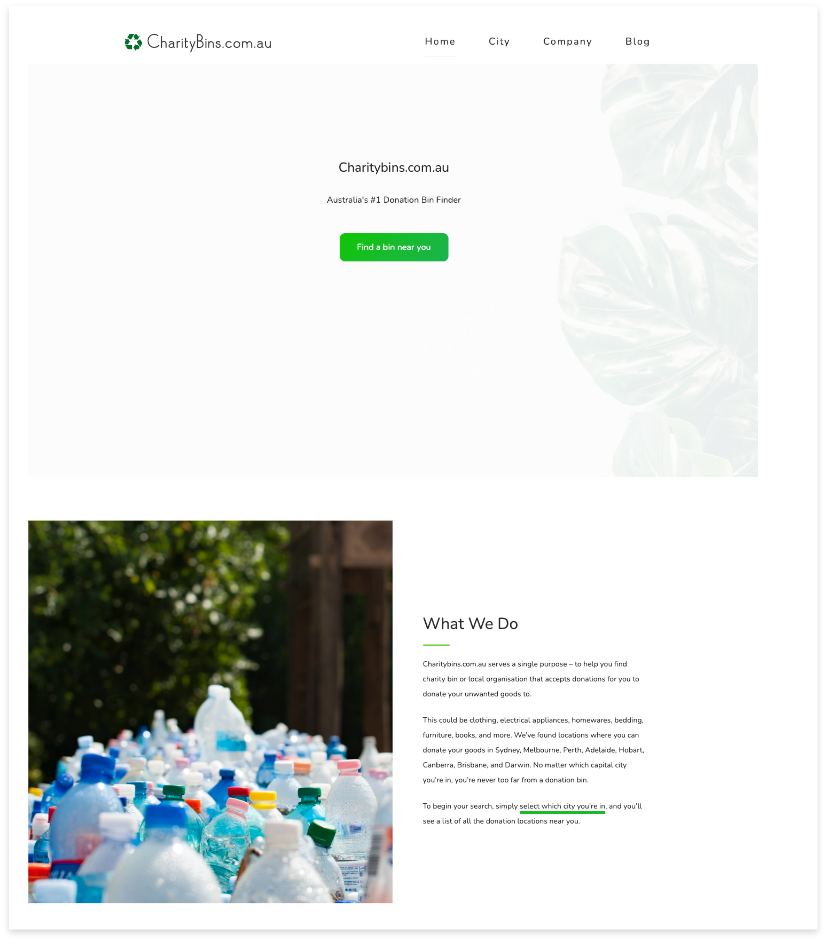 CharityBins.com.au
Home City Company Blog
Charitybins.com.au
Australia's #1 Donation Bin Finder
Find a bin near you
What We Do
Charitybins.com.au serves a single purpose – to help you find
charity bin or local organisation that accepts donations for you to
donate your unwanted goods to.
This could be clothing, electrical appliances, homewares, bedding,
furniture, books, and more. We've found locations where you can
donate your goods in Sydney, Melbourne, Perth, Adelaide, Hobart,
Canberra, Brisbane, and Darwin. No matter which capital city
you're in, you're never too far from a donation bin.
To begin your search, simply select which city you're in, and you'll
see a list of all the donation locations near you.